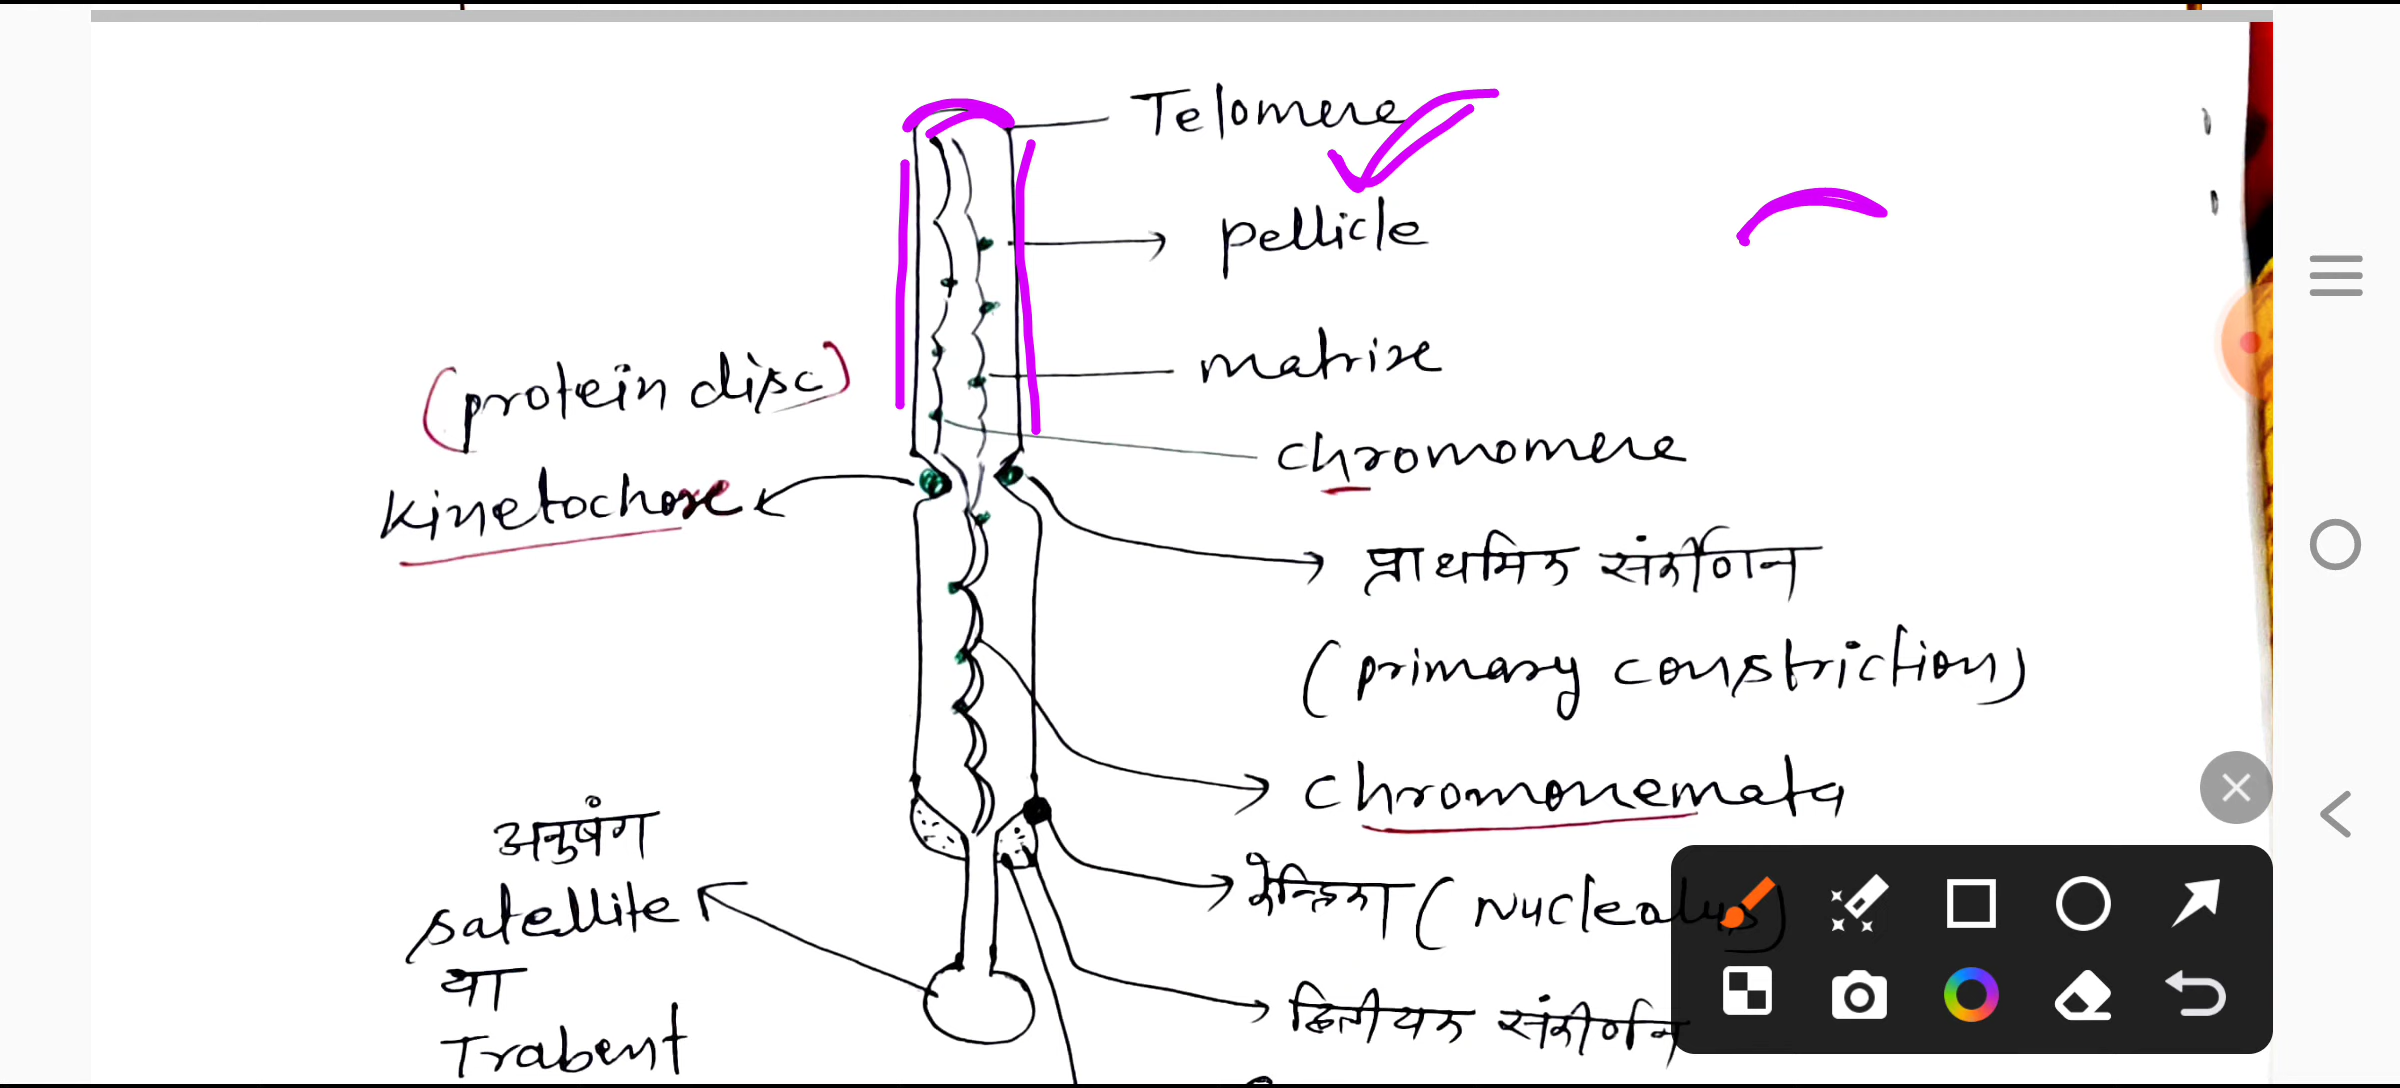 Telomere
pellicle
matrix
(protein disc)
chromomere
Kinetochore
प्राथमिक संकीर्णन
(primary constriction)
chromonemata
अनुषंग
केन्द्रिका (Nucleolus)
satellite
या
द्वितीयक संकीर्णन
Trabent